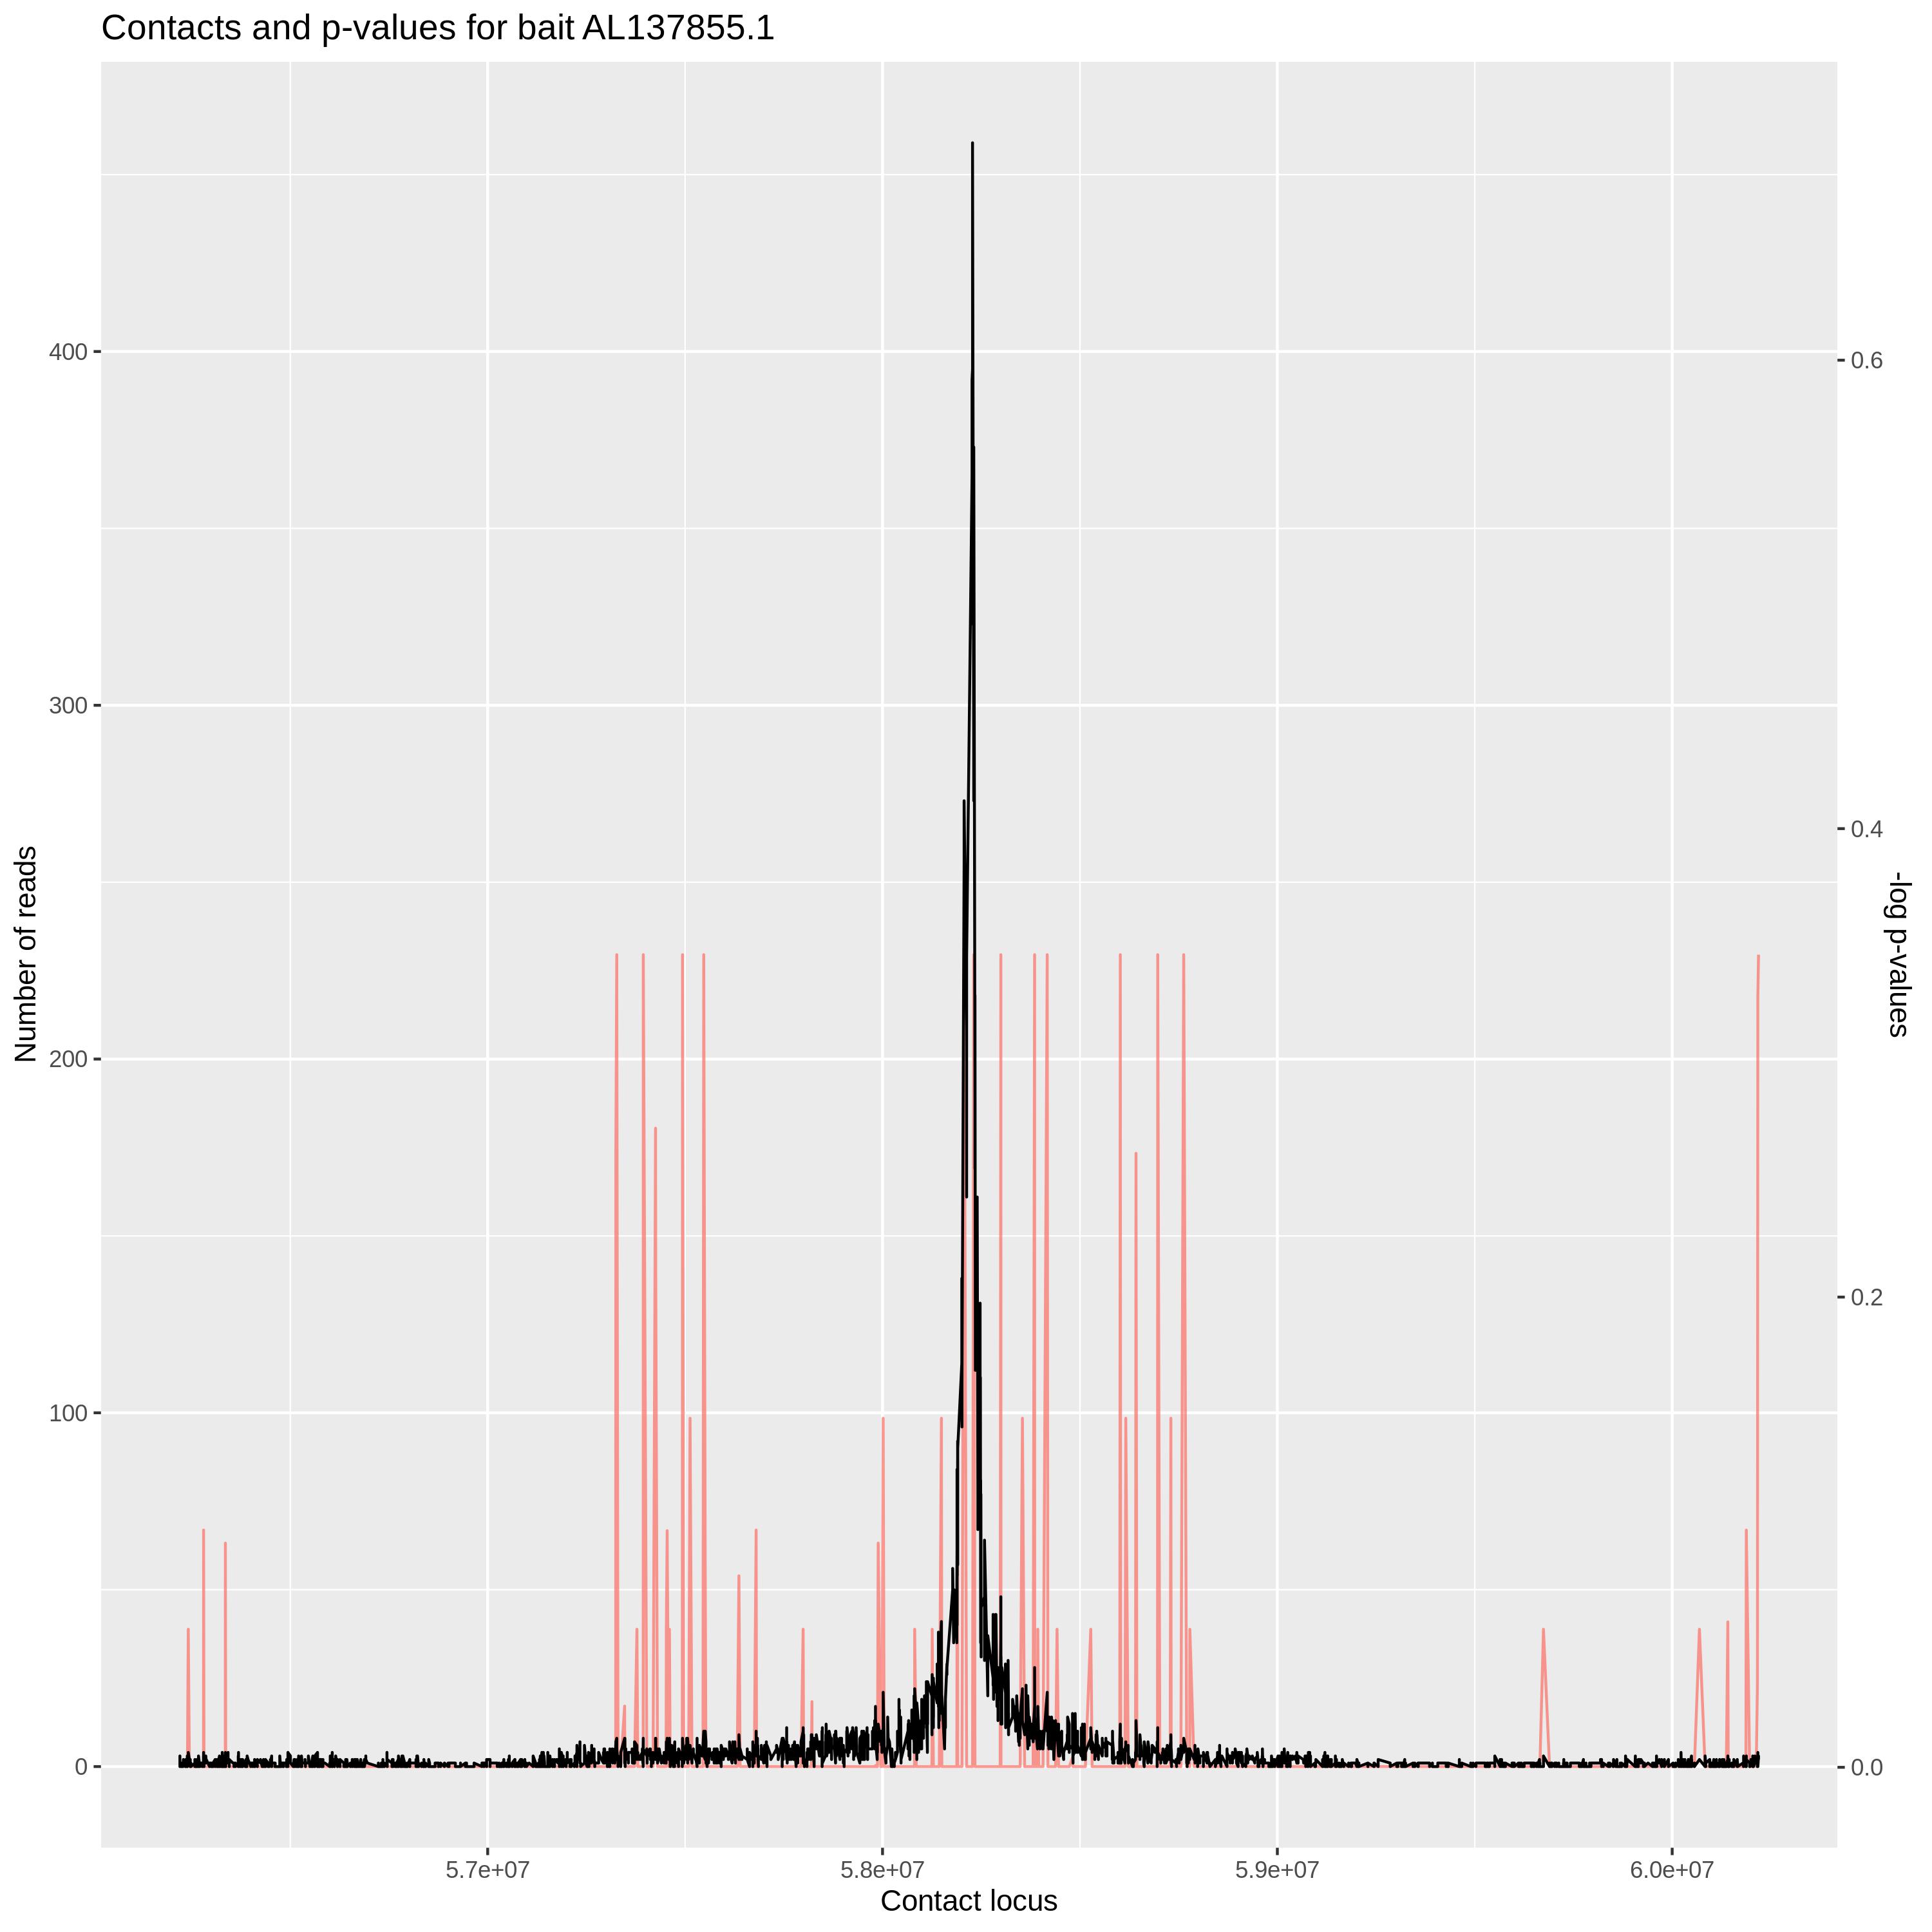 Contacts and p-values for bait AL137855.1
400
300
200
100
0
Number of reads
0.6
0.4
0.2
0.0
-log p-values
5.7e+07
5.8e+07
5.9e+07
6.0e+07
Contact locus